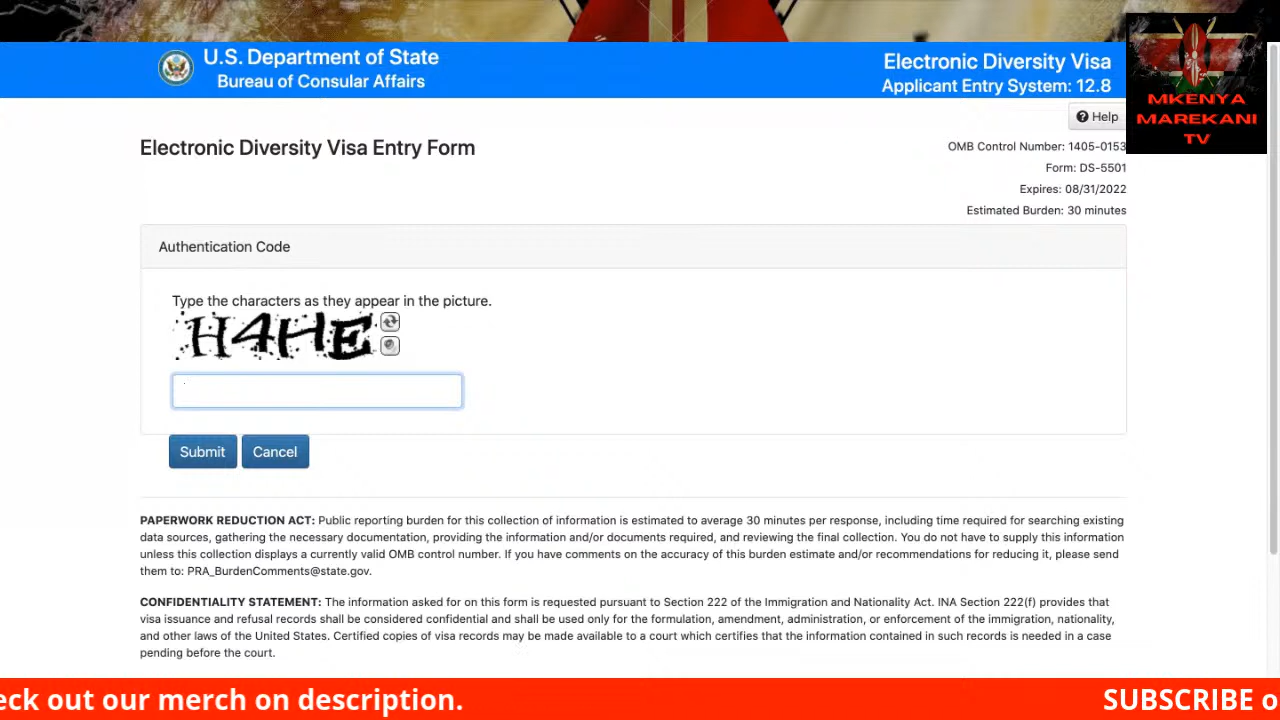 U.S. Department of State
Bureau of Consular Affairs
Electronic Diversity Visa
Applicant Entry System: 12.8
MKENYA
MAREKANI
TV
Help
Electronic Diversity Visa Entry Form
OMB Control Number: 1405-0153
Form: DS-5501
Expires: 08/31/2022
Estimated Burden: 30 minutes
Authentication Code
Type the characters as they appear in the picture.
H4HE
Submit
Cancel
PAPERWORK REDUCTION ACT: Public reporting burden for this collection of information is estimated to average 30 minutes per response, including time required for searching existing
data sources, gathering the necessary documentation, providing the information and/or documents required, and reviewing the final collection. You do not have to supply this information
unless this collection displays a currently valid OMB control number. If you have comments on the accuracy of this burden estimate and/or recommendations for reducing it, please send
them to: PRA_BurdenComments@state.gov.
CONFIDENTIALITY STATEMENT: The information asked for on this form is requested pursuant to Section 222 of the Immigration and Nationality Act. INA Section 222(f) provides that
visa issuance and refusal records shall be considered confidential and shall be used only for the formulation, amendment, administration, or enforcement of the immigration, nationality,
and other laws of the United States. Certified copies of visa records may be made available to a court which certifies that the information contained in such records is needed in a case
pending before the court.
eck out our merch on description.
SUBSCRIBE o